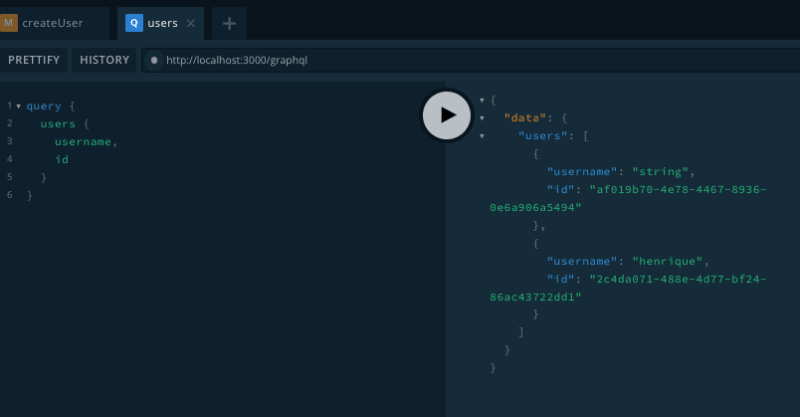 M createUser
Q users × +
PRETTIFY HISTORY http://localhost:3000/graphql
1 query {
2 users {
3 username,
4 id
5 }
6 }
{
"data": {
"users": [
{
"username": "string",
"id": "af019b70-4e78-4467-8936-
0e6a906a5494"
},
{
"username": "henrique",
"id": "2c4da071-488e-4d77-bf24-
86ac43722dd1"
}
]
}
}